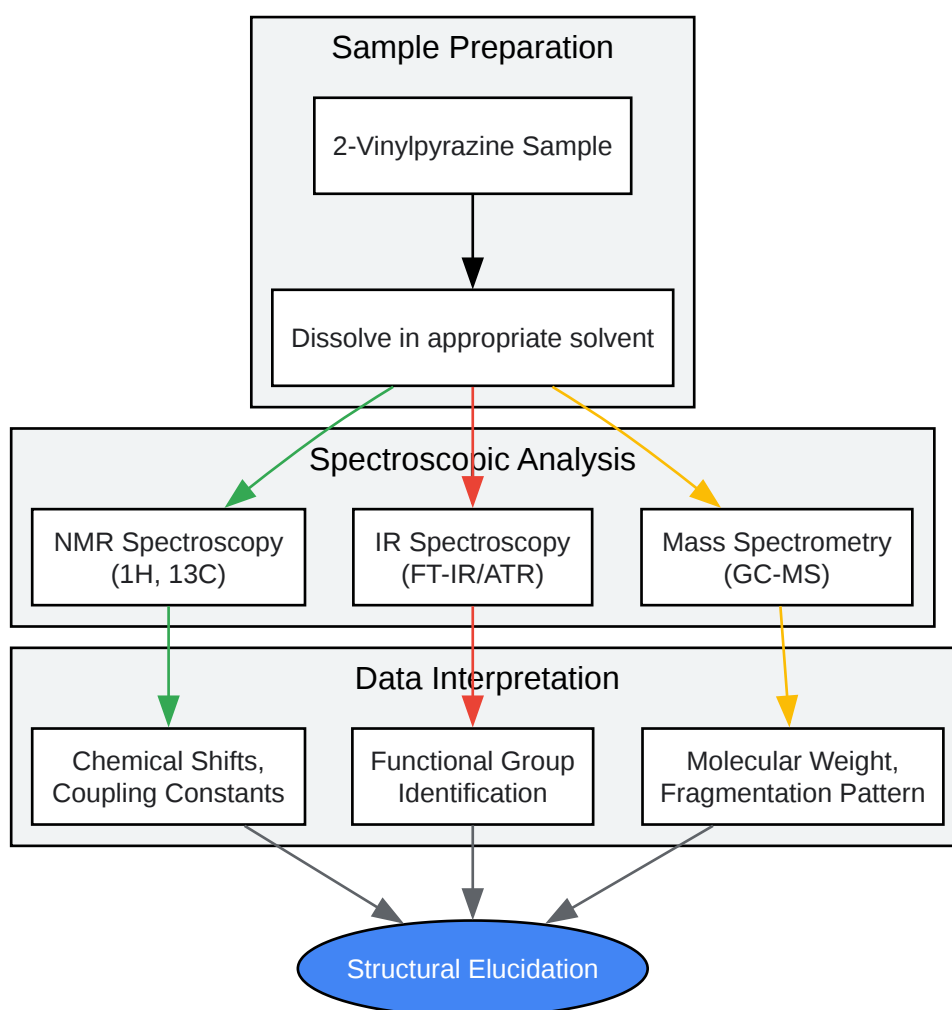 Sample Preparation
2-Vinylpyrazine Sample
Dissolve in appropriate solvent
Spectroscopic Analysis
NMR Spectroscopy
(1H, 13C)
IR Spectroscopy
(FT-IR/ATR)
Mass Spectrometry
(GC-MS)
Data Interpretation
Chemical Shifts,
Coupling Constants
Functional Group
Identification
Molecular Weight,
Fragmentation Pattern
Structural Elucidation